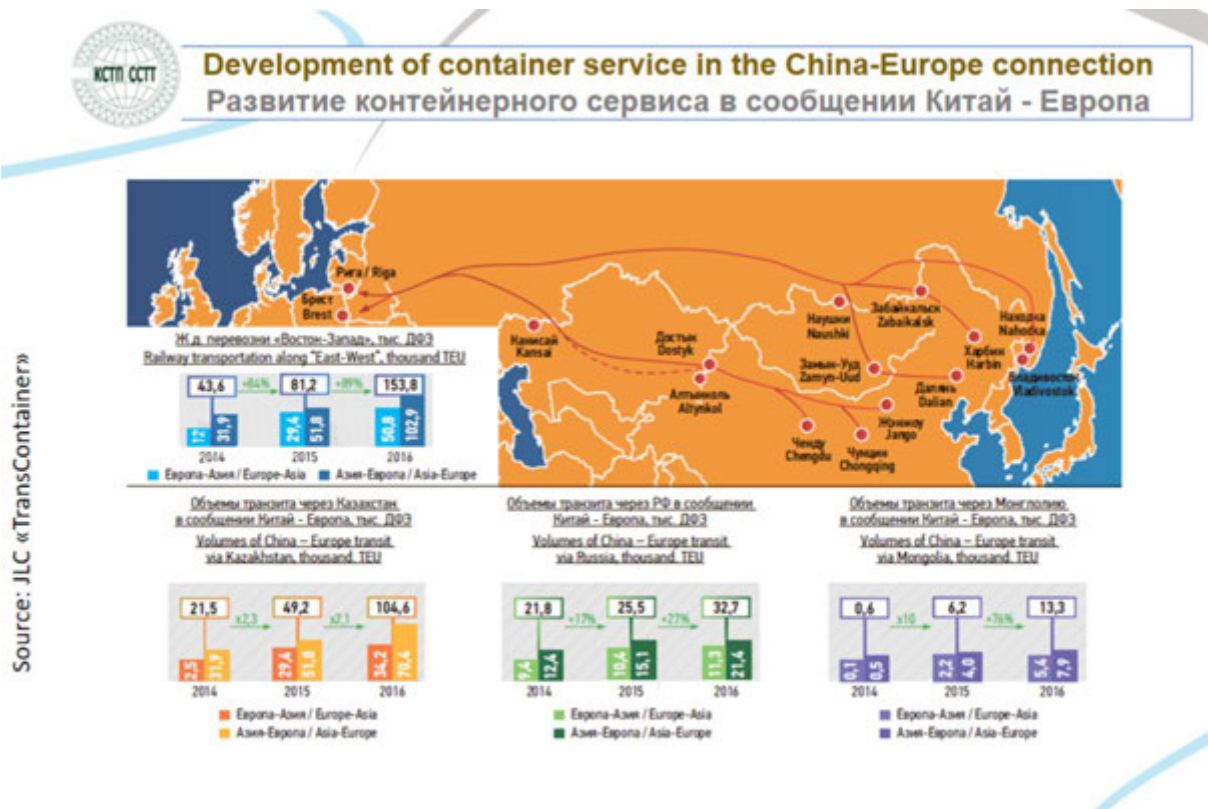 КСТП ССТТ
Development of container service in the China-Europe connection
Развитие контейнерного сервиса в сообщении Китай - Европа
Source: JLC «TransContainer»
Рига / Riga
Брест
Brest
Канисай
Kansai
Достык
Dostyk
Алтынколь
Altynkol
Наушки
Naushki
Забайкальск
Zabaikalsk
Замын-Ууд
Zamyn-Uud
Находка
Nahodka
Харбин
Harbin
Владивосток
Vladivostok
Далянь
Dalian
Жэнчжоу
Jango
Ченду
Chengdu
Чунцин
Chongqing
Ж.д. перевозки «Восток-Запад», тыс. ДФЭ
Railway transportation along "East-West", thousand TEU
43,6 +84% 81,2 +89% 153,8
12 31,9 29,4 51,8 50,8 102,9
2014 2015 2016
Европа-Азия / Europe-Asia Азия-Европа / Asia-Europe
Объемы транзита через Казахстан
в сообщении Китай - Европа, тыс. ДФЭ
Volumes of China – Europe transit
via Kazakhstan, thousand TEU
21,5 x2,3 49,2 x2,1 104,6
2,5 31,9 29,4 51,8 34,2 70,4
2014 2015 2016
Европа-Азия / Europe-Asia
Азия-Европа / Asia-Europe
Объемы транзита через РФ в сообщении
Китай - Европа, тыс. ДФЭ
Volumes of China – Europe transit
via Russia, thousand TEU
21,8 +17% 25,5 +27% 32,7
9,4 12,4 10,4 15,1 11,3 21,4
2014 2015 2016
Европа-Азия / Europe-Asia
Азия-Европа / Asia-Europe
Объемы транзита через Монголию
в сообщении Китай - Европа, тыс. ДФЭ
Volumes of China – Europe transit
via Mongolia, thousand TEU
0,6 x10 6,2 +76% 13,3
0,1 0,5 2,2 4,0 5,4 7,9
2014 2015 2016
Европа-Азия / Europe-Asia
Азия-Европа / Asia-Europe